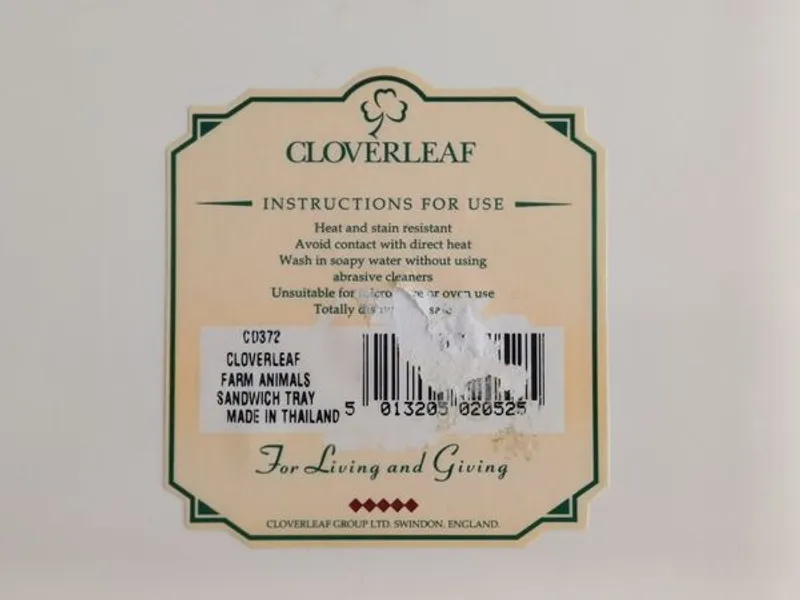 CLOVERLEAF
INSTRUCTIONS FOR USE
Heat and stain resistant
Avoid contact with direct heat
Wash in soapy water without using
abrasive cleaners
Unsuitable for or oven use
Totally
CD372
CLOVERLEAF
FARM ANIMALS
SANDWICH TRAY
MADE IN THAILAND
5 013205 020525
For Living and Giving
CLOVERLEAF GROUP LTD. SWINDON, ENGLAND.